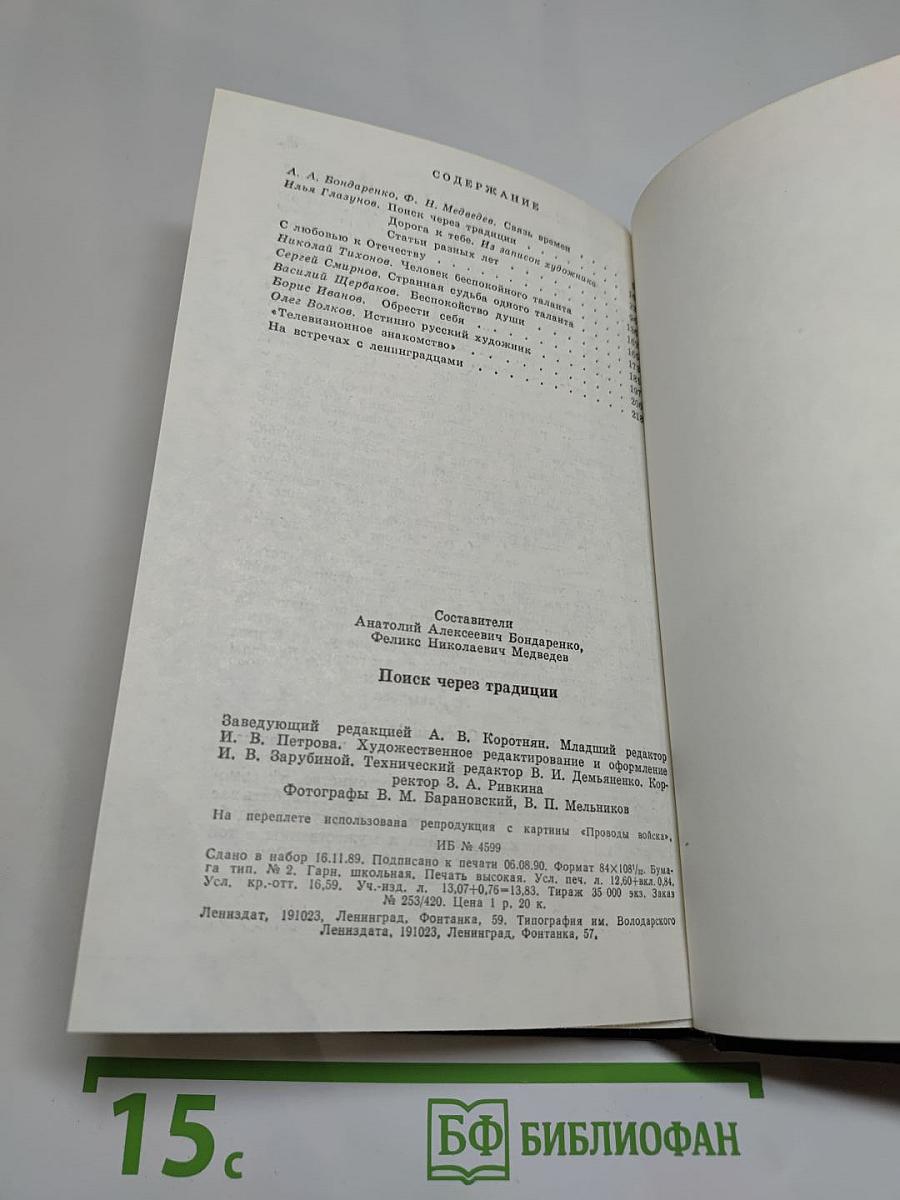 СОДЕРЖАНИЕ
А. А. Бондаренко, Ф. Н. Медведев. Связь времен
Илья Глазунов. Поиск через традиции
Дорога к тебе. Из записок художника
Статьи разных лет
С любовью к Отечеству
Николай Тихонов. Человек беспокойного таланта
Сергей Смирнов. Странная судьба одного таланта
Василий Щербаков. Беспокойство души
Борис Иванов. Обрести себя
Олег Волков. Истинно русский художник
«Телевизионное знакомство»
На встречах с ленинградцами
181
197
206
218
Составители
Анатолий Алексеевич Бондаренко,
Феликс Николаевич Медведев
Поиск через традиции
Заведующий редакцией А. В. Коротнян. Младший редактор
И. В. Петрова. Художественное редактирование и оформление
И. В. Зарубиной. Технический редактор В. И. Демьяненко. Кор-
ректор З. А. Ривкина
Фотографы В. М. Барановский, В. П. Мельников
На переплете использована репродукция с картины «Проводы войска».
ИБ № 4599
Сдано в набор 16.11.89. Подписано к печати 06.08.90. Формат 84×108¹/₃₂. Бума-
га тип. № 2. Гарн. школьная. Печать высокая. Усл. печ. л. 12,60+вкл. 0,84.
Усл. кр.-отт. 16,59. Уч.-изд. л. 13,07+0,76=13,83. Тираж 35 000 экз. Заказ
№ 253/420. Цена 1 р. 20 к.
Лениздат, 191023, Ленинград, Фонтанка, 59. Типография им. Володарского
Лениздата, 191023, Ленинград, Фонтанка, 57.
15 с
БФ БИБЛИОФАН